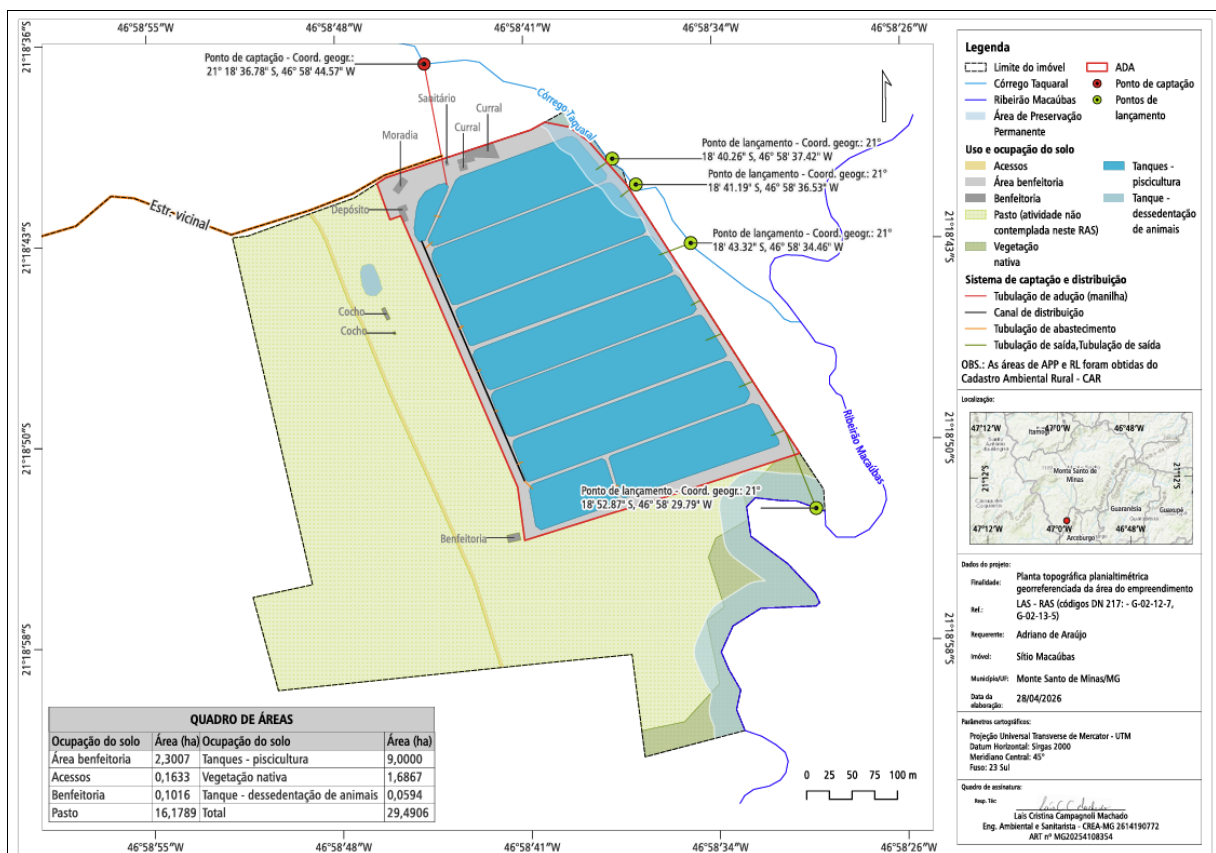 46°58'55"W 46°58'48"W 46°58'41"W 46°58'34"W 46°58'26"W
21°18'36"S
21°18'43"S
21°18'50"S
21°18'58"S
Ponto de captação - Coord. geogr.:
21° 18' 36.78" S, 46° 58' 44.57" W
Sanitário
Curral
Curral
Moradia
Depósito
Córrego Taquaral
Ponto de lançamento - Coord. geogr.: 21°
18' 40.26" S, 46° 58' 37.42" W
Ponto de lançamento - Coord. geogr.: 21°
18' 41.19" S, 46° 58' 36.53" W
Ponto de lançamento - Coord. geogr.: 21°
18' 43.32" S, 46° 58' 34.46" W
Estr. vicinal
Cocho
Cocho
Ribeirão Macaúbas
Ponto de lançamento - Coord. geogr.: 21°
18' 52.87" S, 46° 58' 29.79" W
Benfeitoria
21°18'43"S
21°18'50"S
21°18'58"S
QUADRO DE ÁREAS
Ocupação do solo Área (ha) Ocupação do solo Área (ha)
Área benfeitoria 2,3007 Tanques - piscicultura 9,0000
Acessos 0,1633 Vegetação nativa 1,6867
Benfeitoria 0,1016 Tanque - dessedentação de animais 0,0594
Pasto 16,1789 Total 29,4906
0 25 50 75 100 m
46°58'55"W 46°58'48"W 46°58'41"W 46°58'34"W 46°58'26"W
Legenda
Limite do imóvel
Córrego Taquaral
Ribeirão Macaúbas
Área de Preservação
Permanente
ADA
Ponto de captação
Pontos de
lançamento
Uso e ocupação do solo
Acessos
Área benfeitoria
Benfeitoria
Pasto (atividade não
contemplada neste RAS)
Vegetação
nativa
Tanques -
piscicultura
Tanque -
dessedentação
de animais
Sistema de captação e distribuição
Tubulação de adução (manilha)
Canal de distribuição
Tubulação de abastecimento
Tubulação de saída,Tubulação de saída
OBS.: As áreas de APP e RL foram obtidas do
Cadastro Ambiental Rural - CAR
Localização:
47°12'W 47°0'W 46°48'W
Itamogi
Monte Santo de
Minas
21°12'S
21°12'S
Guaranésia
Guaxupé
47°12'W 47°0'W 46°48'W
Arceburgo
Dados do projeto:
Finalidade: Planta topográfica planialtimétrica
georreferenciada da área do empreendimento
Ref.: LAS - RAS (códigos DN 217: - G-02-12-7,
G-02-13-5)
Requerente: Adriano de Araújo
Imóvel: Sítio Macaúbas
Município/UF: Monte Santo de Minas/MG
Data da
elaboração: 28/04/2026
Parâmetros cartográficos:
Projeção Universal Transverse de Mercator - UTM
Datum Horizontal: Sirgas 2000
Meridiano Central: 45°
Fuso: 23 Sul
Quadro de assinatura:
Resp. Téc:
Laís Cristina Campagnoli Machado
Eng. Ambiental e Sanitarista - CREA-MG 2614190772
ART nº MG20254108354